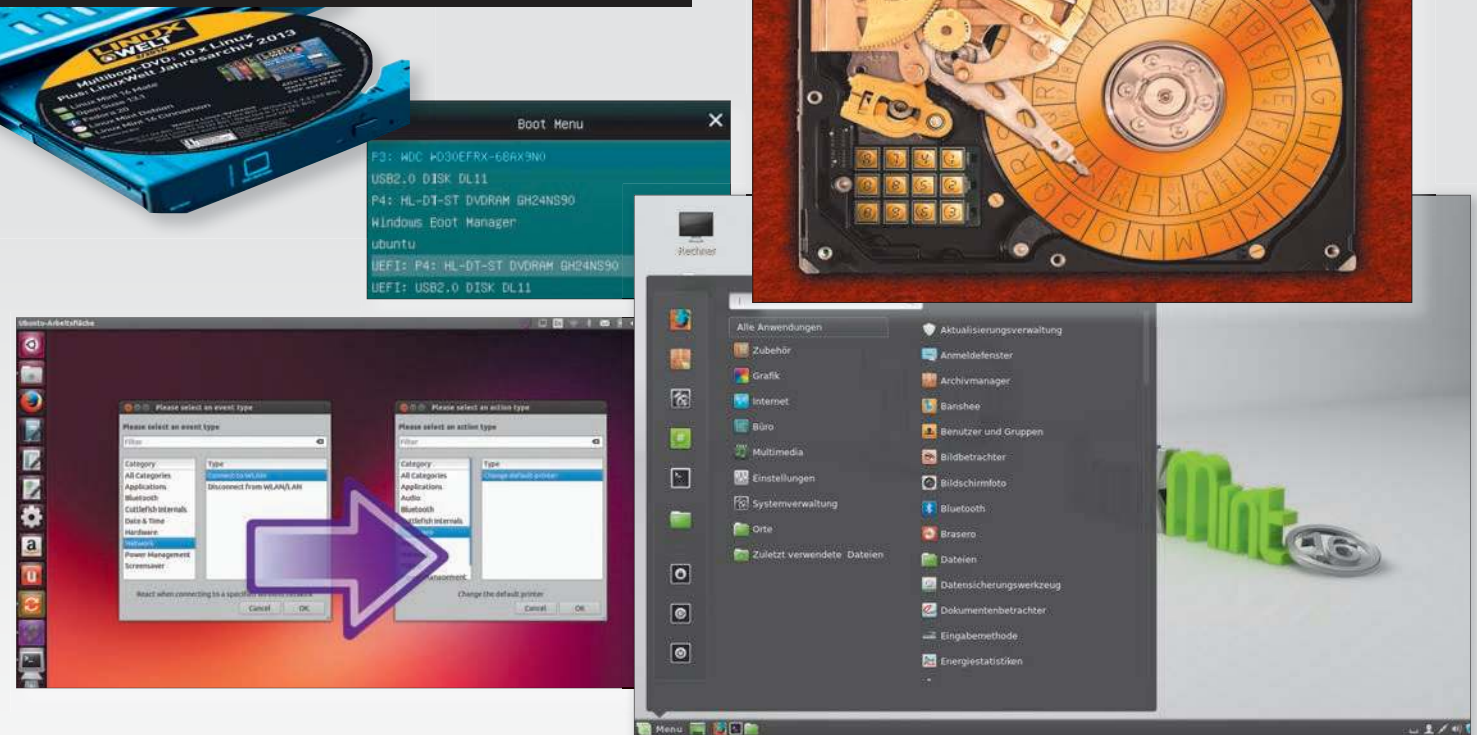 LINUX
WELT
Multiboot-DVD: 10 x Linux
Plus: LinuxWelt Jahresarchiv 2013
Linux Mint 16 Mate
Open Suse 13.1
Fedora 20
Linux Mint Debian
Linux Mint 16 Cinnamon
Boot Menu
P3: WDC WD30EFRX-68AX9N0
USB2.0 DISK DL11
P4: HL-DT-ST DVDRAM GH24NS90
Windows Boot Manager
ubuntu
UEFI: P4: HL-DT-ST DVDRAM GH24NS90
UEFI: USB2.0 DISK DL11
Ubuntu-Arbeitsfläche
Please select an event type
Please select an event type
Filter
Category
Type
All Categories
Connect to WLAN
Applications
Disconnect from WLAN/LAN
Bluetooth
Cuttlefish Internals
Date & Time
Hardware
Network
Power Management
Screensaver
React when connecting to a specified
Cancel
OK
Please select an action type
Please select an action type
Filter
Category
Type
All Categories
Change default printer
Applications
Audio
Bluetooth
Cuttlefish Internals
Change the default printer
Cancel
OK
Rechner
Alle Anwendungen
Zubehör
Grafik
Internet
Büro
Multimedia
Einstellungen
Systemverwaltung
Orte
Zuletzt verwendete Dateien
Aktualisierungsverwaltung
Anmeldefenster
Archivmanager
Banshee
Benutzer und Gruppen
Bildbetrachter
Bildschirmfoto
Bluetooth
Brasero
Dateien
Datensicherungswerkzeug
Dokumentenbetrachter
Eingabemethode
Energiestatistiken
Mint
16
Menu